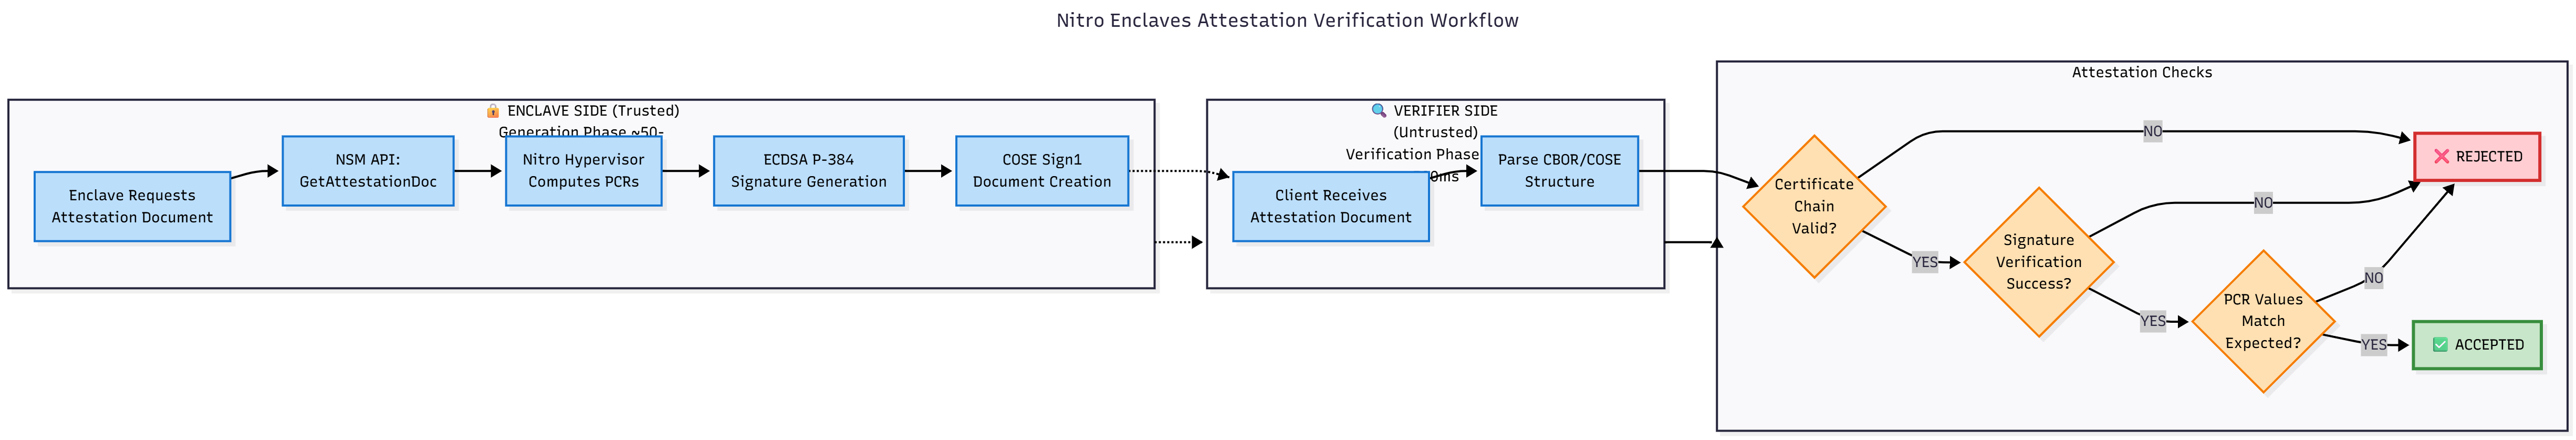 Nitro Enclaves Attestation Verification Workflow
🔒 ENCLAVE SIDE (Trusted)
Generation Phase ~50-
Enclave Requests
Attestation Document
NSM API:
GetAttestationDoc
Nitro Hypervisor
Computes PCRs
ECDSA P-384
Signature Generation
COSE Sign1
Document Creation
🔍 VERIFIER SIDE
(Untrusted)
Verification Phase
0ms
Client Receives
Attestation Document
Parse CBOR/COSE
Structure
Attestation Checks
Certificate
Chain
Valid?
NO
YES
Signature
Verification
Success?
NO
YES
PCR Values
Match
Expected?
NO
YES
❌ REJECTED
✅ ACCEPTED